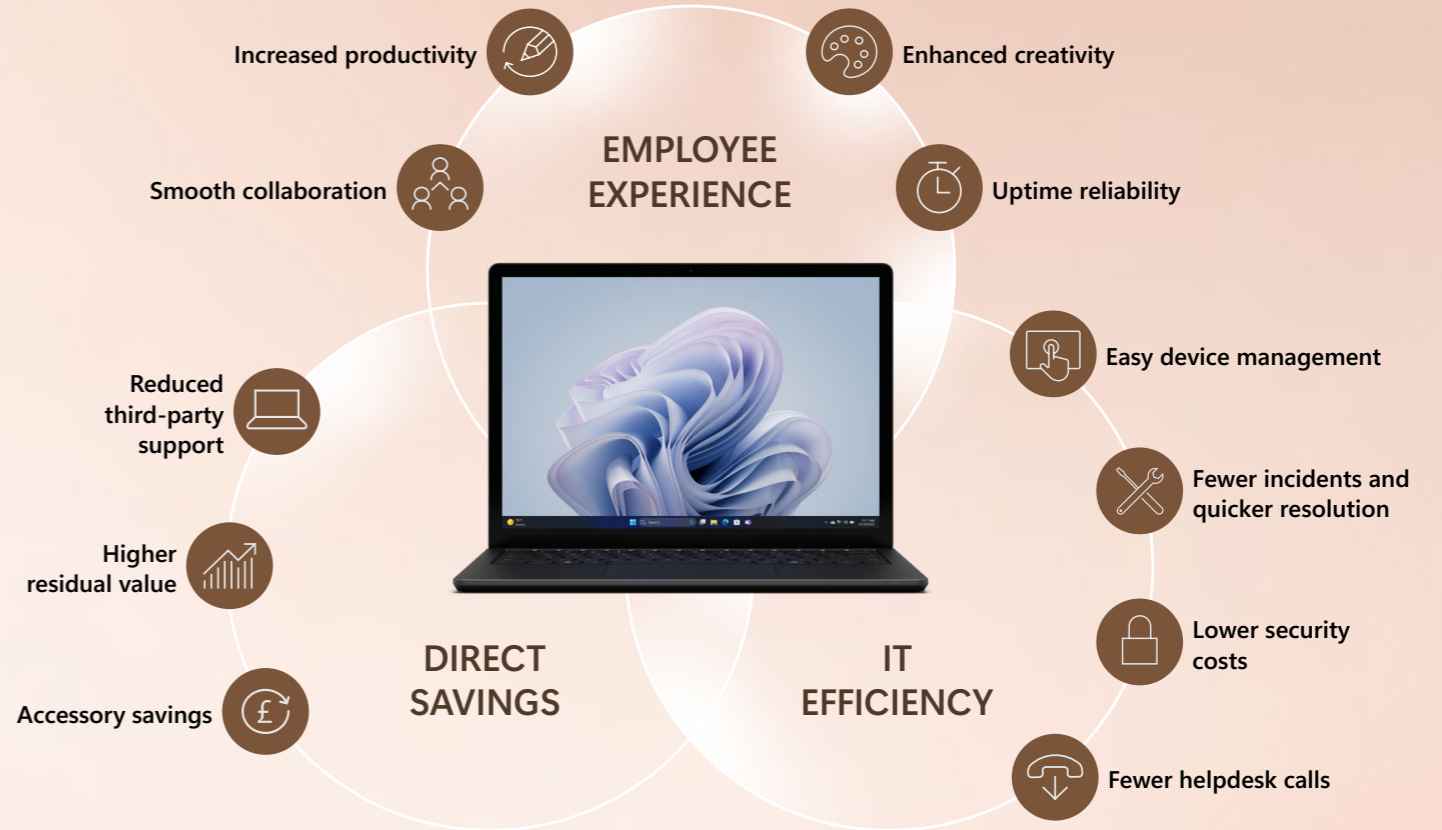 Increased productivity
Enhanced creativity
EMPLOYEE
EXPERIENCE
Smooth collaboration
Uptime reliability
Easy device management
Reduced
third-party
support
Fewer incidents and
quicker resolution
Search
Higher
residual value
Lower security
costs
DIRECT
SAVINGS
IT
EFFICIENCY
Accessory savings
£
Fewer helpdesk calls